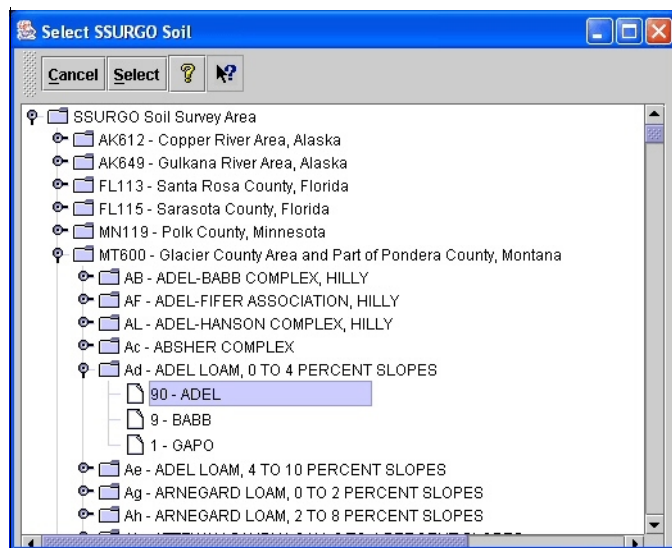 Select SSURGO Soil
Cancel Select ? ?
SSURGO Soil Survey Area
AK612 - Copper River Area, Alaska
AK649 - Gulkana River Area, Alaska
FL113 - Santa Rosa County, Florida
FL115 - Sarasota County, Florida
MN119 - Polk County, Minnesota
MT600 - Glacier County Area and Part of Pondera County, Montana
AB - ADEL-BABB COMPLEX, HILLY
AF - ADEL-FIFER ASSOCIATION, HILLY
AL - ADEL-HANSON COMPLEX, HILLY
Ac - ABSHER COMPLEX
Ad - ADEL LOAM, 0 TO 4 PERCENT SLOPES
90 - ADEL
9 - BABB
1 - GAPO
Ae - ADEL LOAM, 4 TO 10 PERCENT SLOPES
Ag - ARNEGARD LOAM, 0 TO 2 PERCENT SLOPES
Ah - ARNEGARD LOAM, 2 TO 8 PERCENT SLOPES